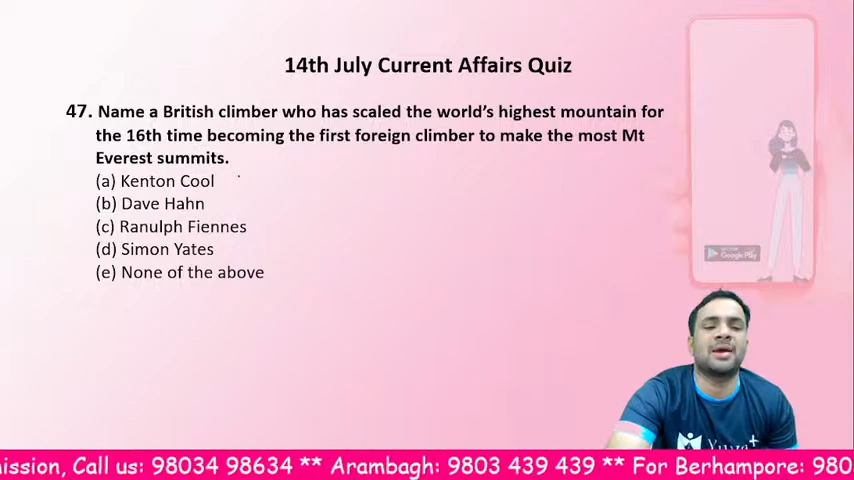 14th July Current Affairs Quiz
47. Name a British climber who has scaled the world's highest mountain for
the 16th time becoming the first foreign climber to make the most Mt
Everest summits.
(a) Kenton Cool
(b) Dave Hahn
(c) Ranulph Fiennes
(d) Simon Yates
(e) None of the above
Google Play
ission, Call us: 98034 98634 ** Arambagh: 9803 439 439 ** For Berhampore: 980